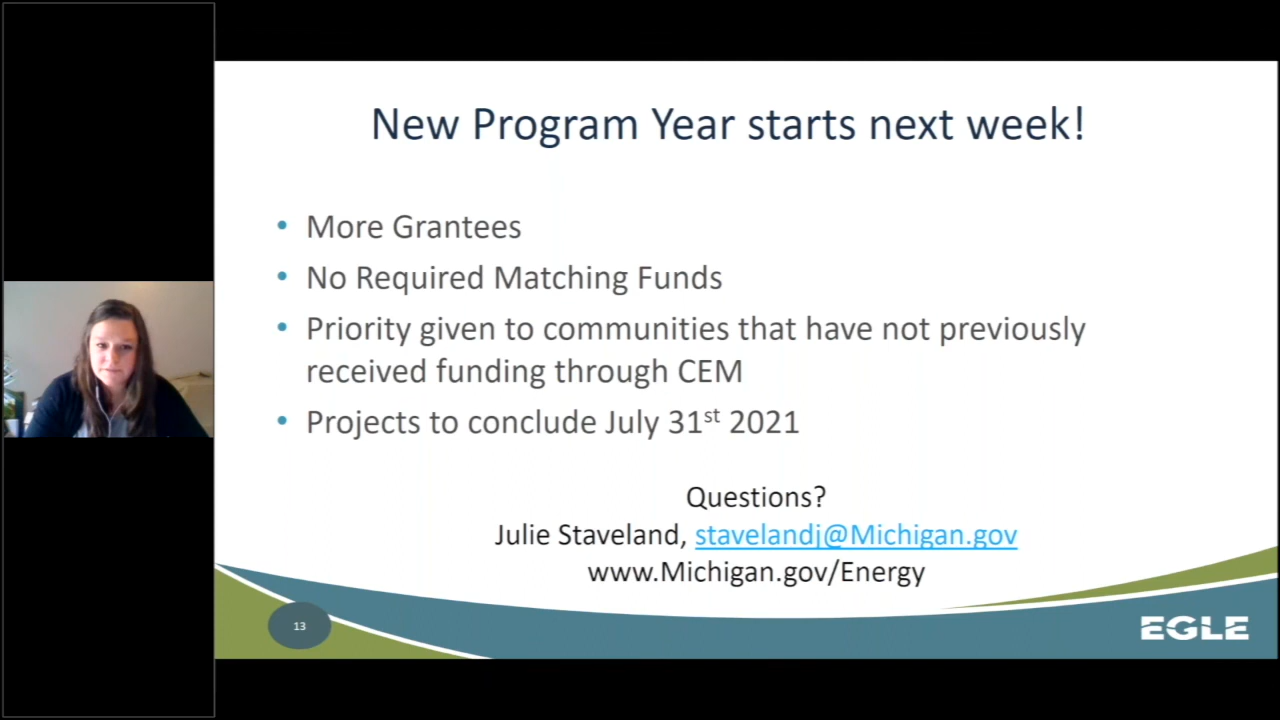 New Program Year starts next week!
• More Grantees
• No Required Matching Funds
• Priority given to communities that have not previously
received funding through CEM
• Projects to conclude July 31st 2021
Questions?
Julie Staveland, stavelandj@Michigan.gov
www.Michigan.gov/Energy
13
EGLE